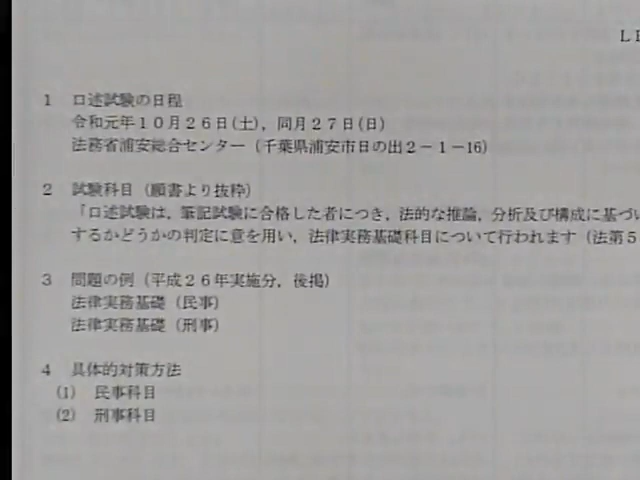 LE
1 口述試験の日程
令和元年10月26日(土),同月27日(日)
法務省浦安総合センター(千葉県浦安市日の出2-1-16)
2 試験科目(願書より抜粋)
「口述試験は,筆記試験に合格した者につき,法的な推論,分析及び構成に基づい
するかどうかの判定に意を用い,法律実務基礎科目について行われます(法第5
3 問題の例(平成26年実施分,後掲)
法律実務基礎(民事)
法律実務基礎(刑事)
4 具体的対策方法
(1) 民事科目
(2) 刑事科目